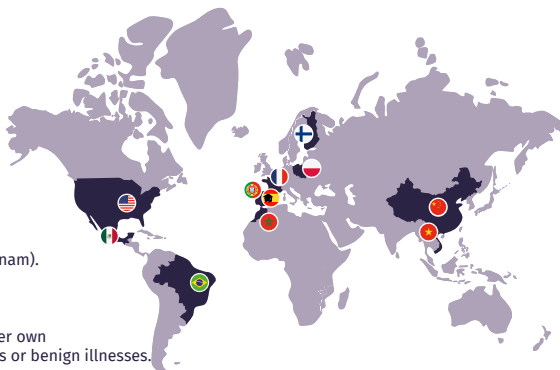 nam).
er own
s or benign illnesses.